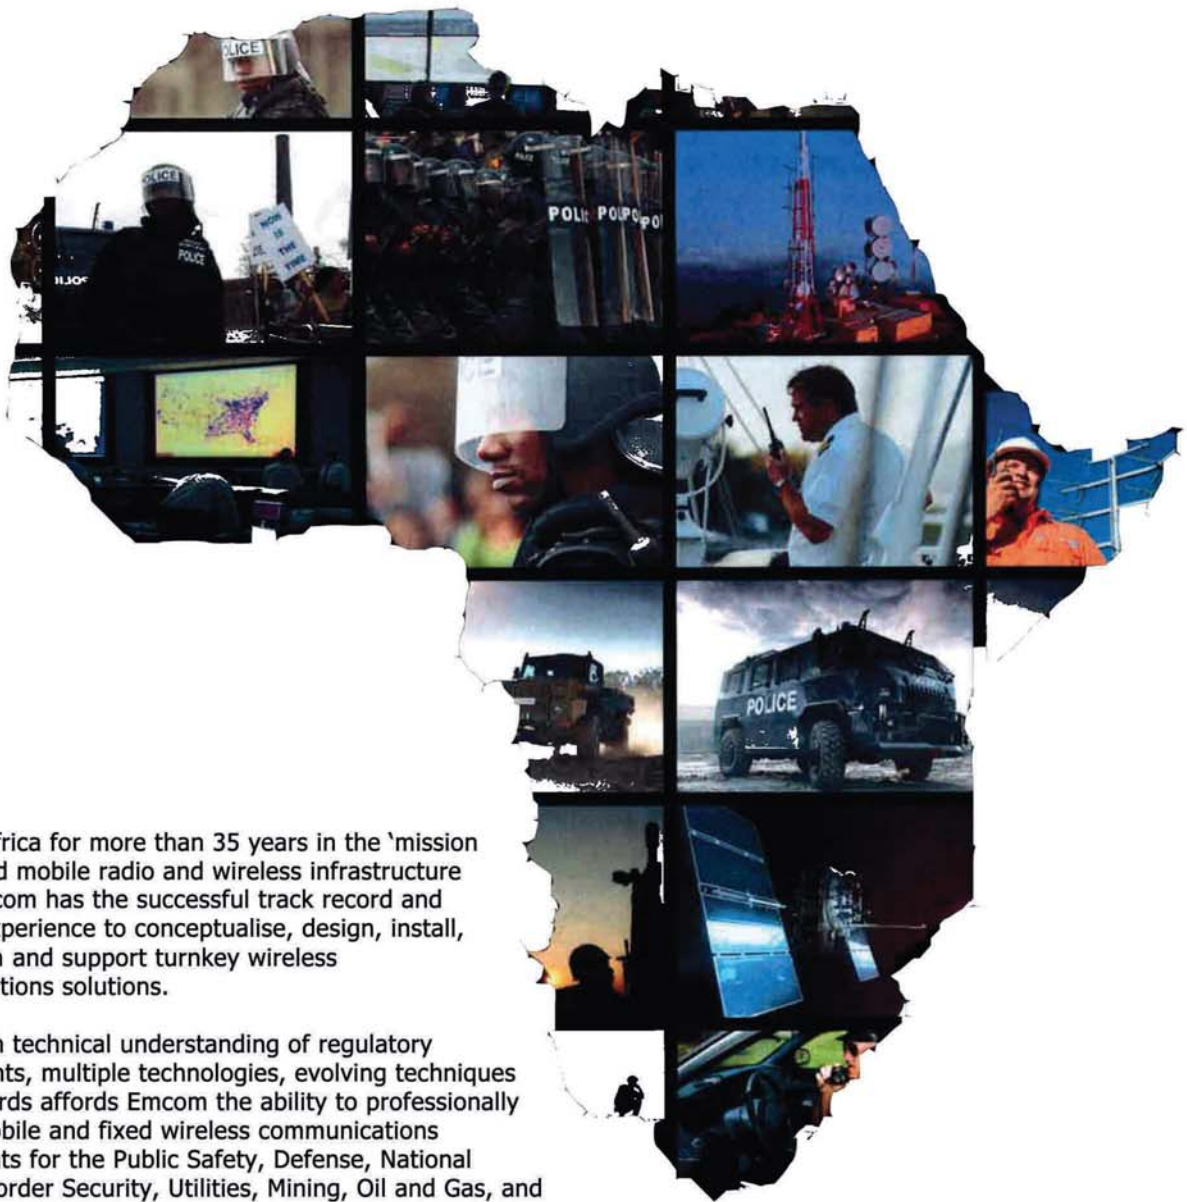 POLICE
POLICE
POLICE
NOW
IS
THE
TIME
POLICE
POLI
POL
PO
PO
POLICE
frica for more than 35 years in the ‘mission
d mobile radio and wireless infrastructure
com has the successful track record and
xperience to conceptualise, design, install,
n and support turnkey wireless
tions solutions.
n technical understanding of regulatory
nts, multiple technologies, evolving techniques
rds affords Emcom the ability to professionally
obile and fixed wireless communications
nts for the Public Safety, Defense, National
order Security, Utilities, Mining, Oil and Gas, and